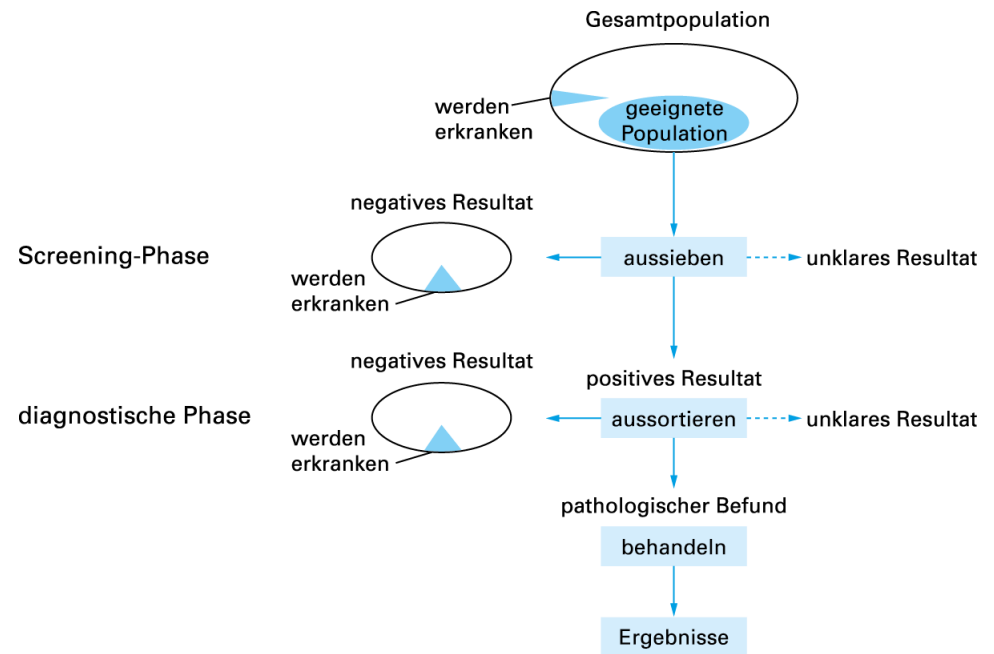 Gesamtpopulation
werden
erkranken
geeignete
Population
negatives Resultat
Screening-Phase
aussieben
unklares Resultat
werden
erkranken
negatives Resultat
positives Resultat
diagnostische Phase
aussortieren
unklares Resultat
werden
erkranken
pathologischer Befund
behandeln
Ergebnisse